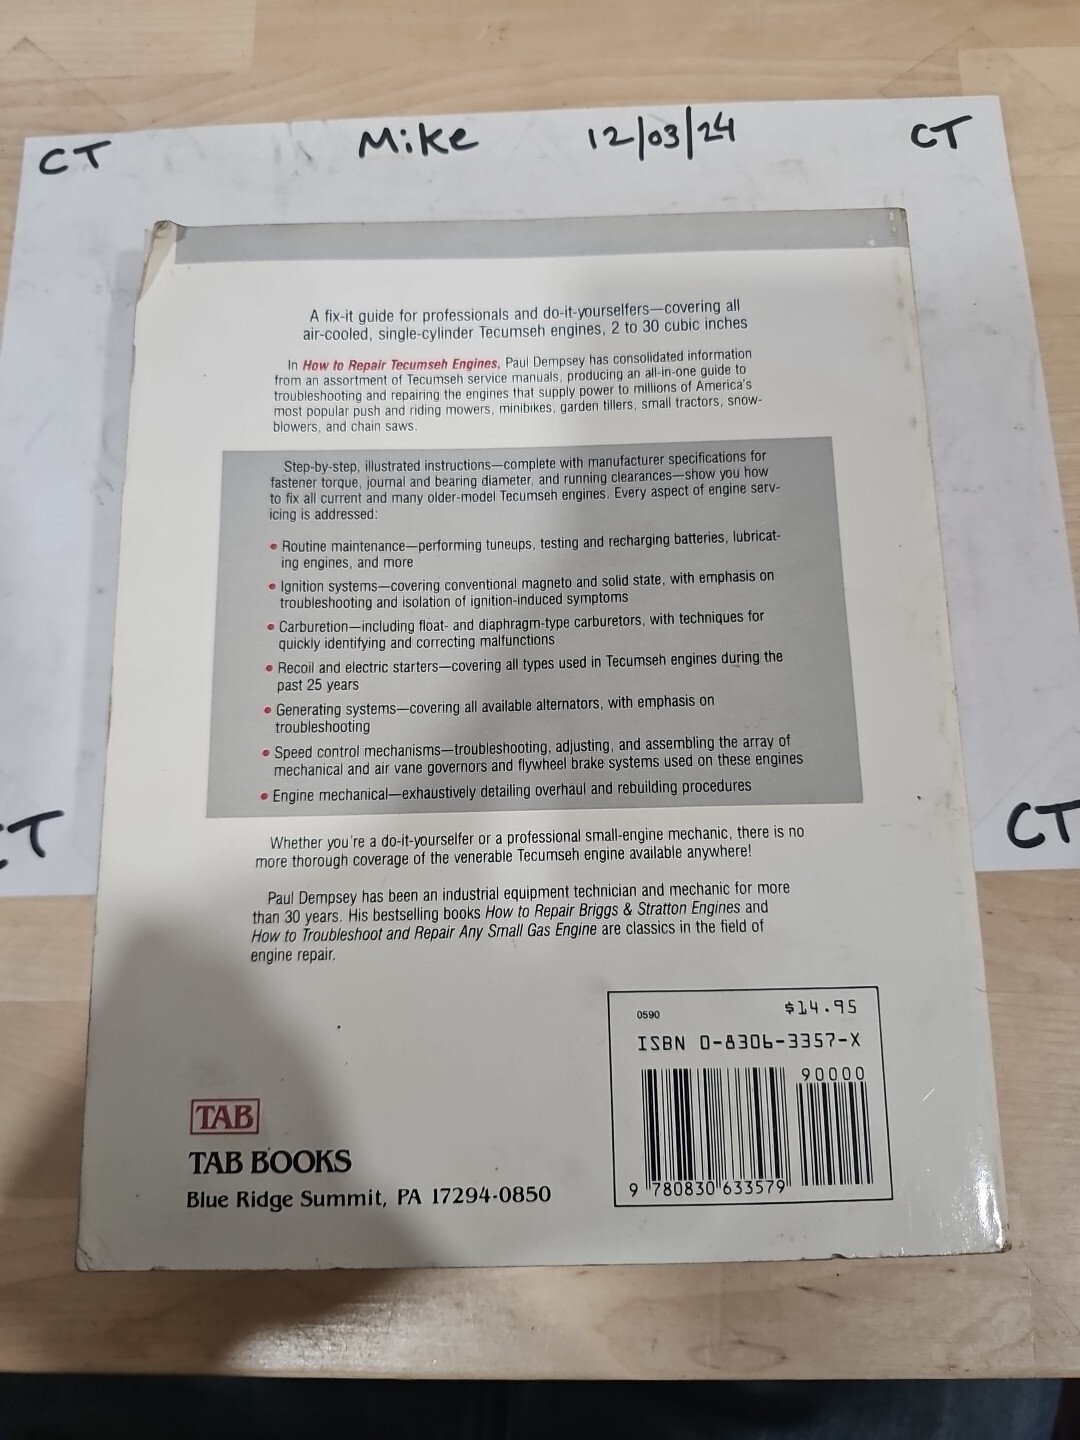 CT Mike 12/03/24 CT
A fix-it guide for professionals and do-it-yourselfers—covering all
air-cooled, single-cylinder Tecumseh engines, 2 to 30 cubic inches
In How to Repair Tecumseh Engines, Paul Dempsey has consolidated information
from an assortment of Tecumseh service manuals, producing an all-in-one guide to
troubleshooting and repairing the engines that supply power to millions of America's
most popular push and riding mowers, minibikes, garden tillers, small tractors, snow-
blowers, and chain saws.
Step-by-step, illustrated instructions—complete with manufacturer specifications for
fastener torque, journal and bearing diameter, and running clearances—show you how
to fix all current and many older-model Tecumseh engines. Every aspect of engine serv-
icing is addressed:
• Routine maintenance—performing tuneups, testing and recharging batteries, lubricat-
ing engines, and more
• Ignition systems—covering conventional magneto and solid state, with emphasis on
troubleshooting and isolation of ignition-induced symptoms
• Carburetion—including float- and diaphragm-type carburetors, with techniques for
quickly identifying and correcting malfunctions
• Recoil and electric starters—covering all types used in Tecumseh engines during the
past 25 years
• Generating systems—covering all available alternators, with emphasis on
troubleshooting
• Speed control mechanisms—troubleshooting, adjusting, and assembling the array of
mechanical and air vane governors and flywheel brake systems used on these engines
• Engine mechanical—exhaustively detailing overhaul and rebuilding procedures
CT CT
Whether you're a do-it-yourselfer or a professional small-engine mechanic, there is no
more thorough coverage of the venerable Tecumseh engine available anywhere!
Paul Dempsey has been an industrial equipment technician and mechanic for more
than 30 years. His bestselling books How to Repair Briggs & Stratton Engines and
How to Troubleshoot and Repair Any Small Gas Engine are classics in the field of
engine repair.
0590 $14.95
ISBN 0-8306-3357-X
90000
9 780830 633579
TAB
TAB BOOKS
Blue Ridge Summit, PA 17294-0850